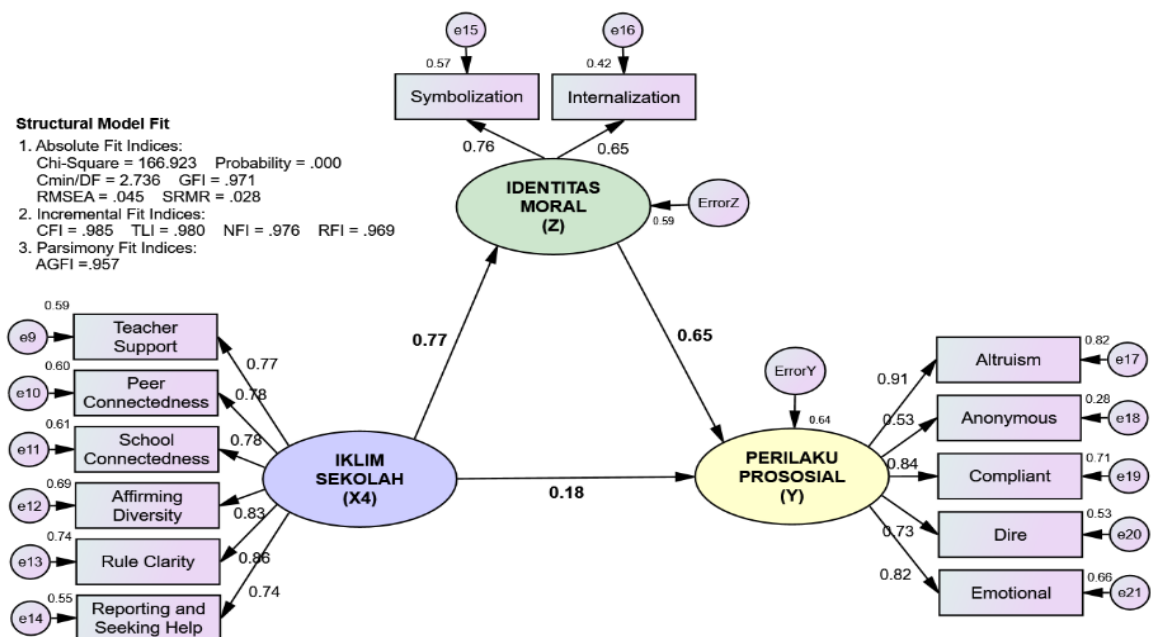 e15
e16
0.57
0.42
Symbolization
Internalization
0.76
0.65
Structural Model Fit
1. Absolute Fit Indices:
Chi-Square = 166.923 Probability = .000
Cmin/DF = 2.736 GFI = .971
RMSEA = .045 SRMR = .028
2. Incremental Fit Indices:
CFI = .985 TLI = .980 NFI = .976 RFI = .969
3. Parsimony Fit Indices:
AGFI =.957
IDENTITAS
MORAL
(Z)
ErrorZ
0.59
0.77
0.65
0.59
e9
Teacher
Support
0.77
0.60
e10
Peer
Connectedness
0.78
0.61
e11
School
Connectedness
0.78
0.69
e12
Affirming
Diversity
0.83
0.74
e13
Rule Clarity
0.86
0.55
e14
Reporting and
Seeking Help
0.74
IKLIM
SEKOLAH
(X4)
0.18
ErrorY
0.64
PERILAKU
PROSOSIAL
(Y)
0.91
Altruism
0.82
e17
0.53
Anonymous
0.28
e18
0.84
Compliant
0.71
e19
0.73
Dire
0.53
e20
0.82
Emotional
0.66
e21